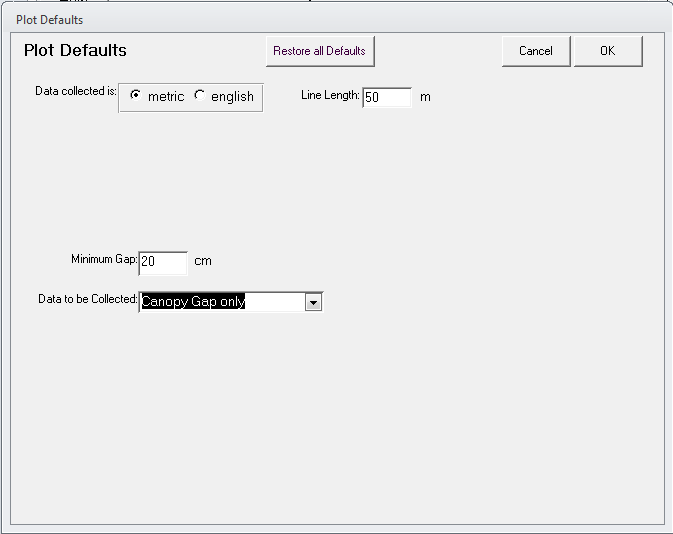 Plot Defaults
Plot Defaults
Restore all Defaults
Cancel
OK
Data collected is:
metric
english
Line Length:
50
m
Minimum Gap:
20
cm
Data to be Collected:
Canopy Gap only